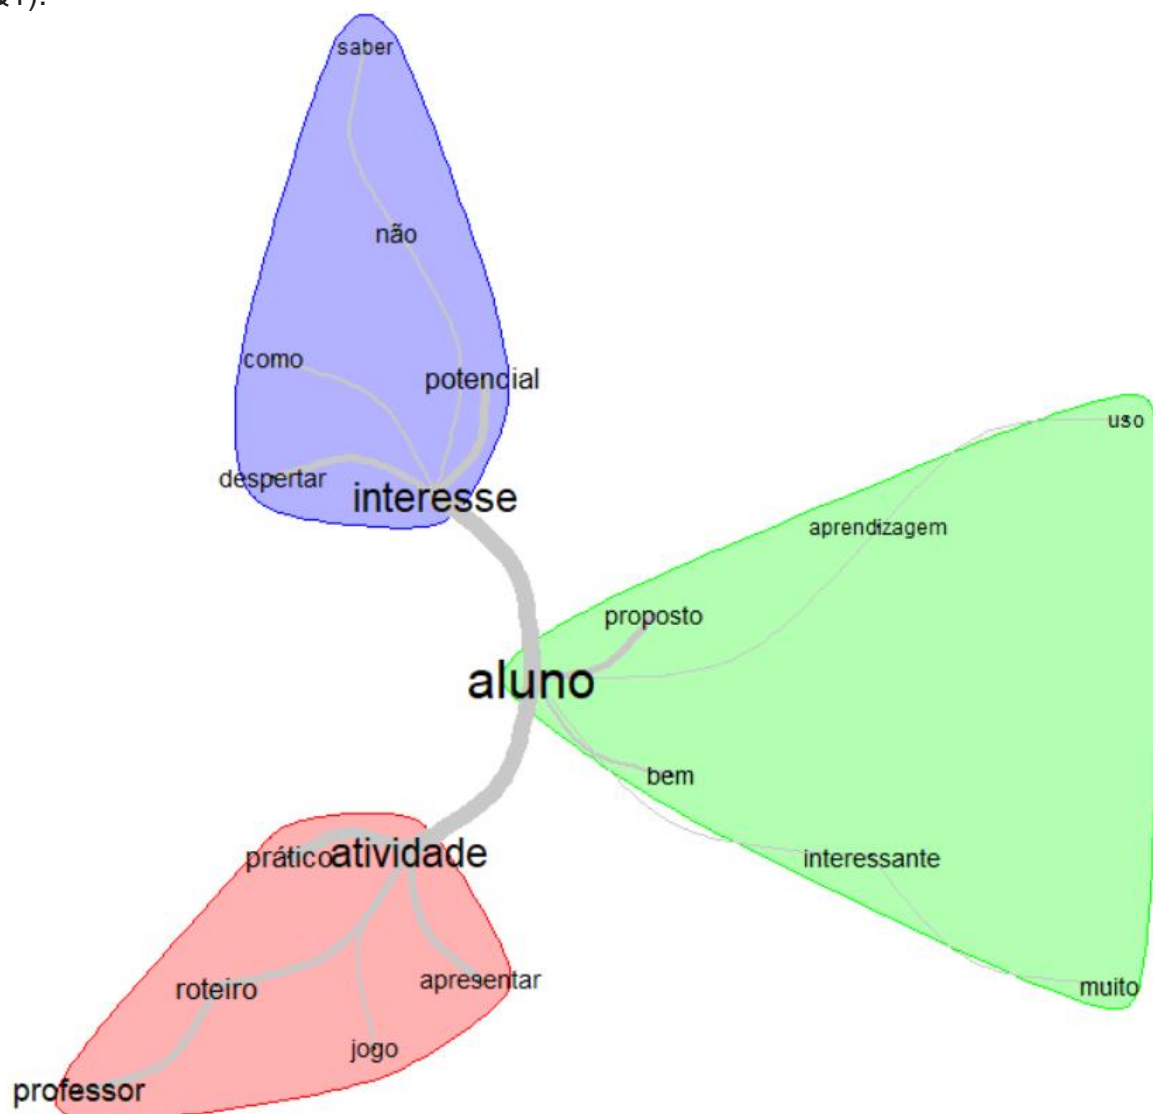 &1).
saber
não
como
potencial
despertar
interesse
uso
aprendizagem
proposto
aluno
bem
prático
atividade
interessante
roteiro
apresentar
muito
jogo
professor